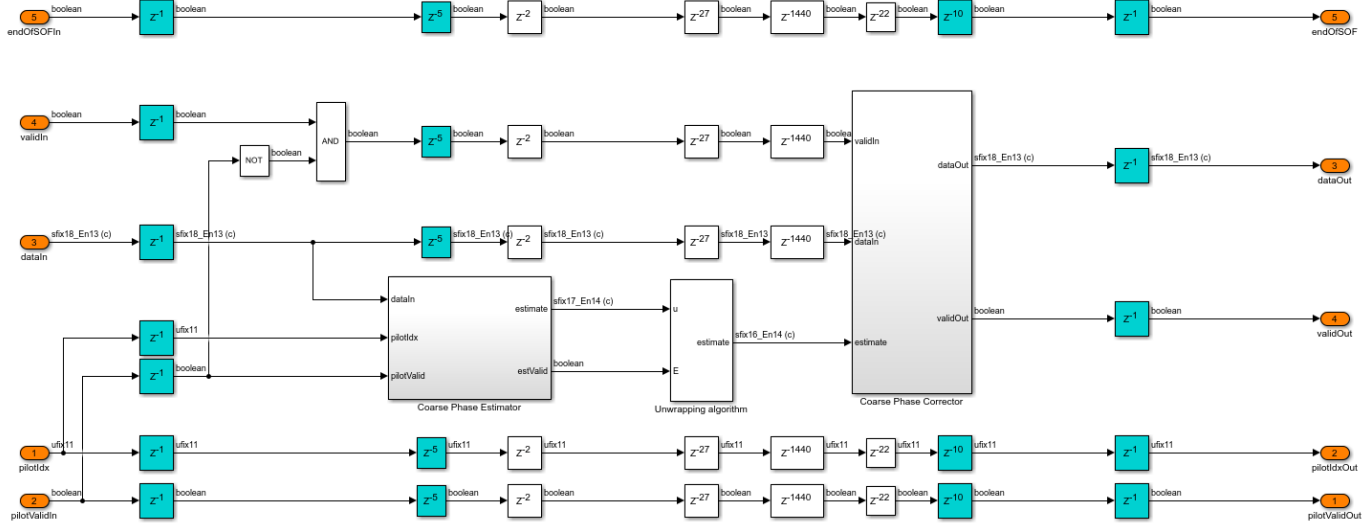 5 boolean z-1 boolean z-5 boolean z-2 boolean z-27 boolean z-1440 boolean z-22 boolean z-10 boolean z-1 boolean 5
endOfSOFIn endOfSOF
4 boolean z-1 boolean AND boolean z-5 boolean z-2 boolean z-27 boolean z-1440 boolea validIn
validIn
NOT boolean
dataOut sfix18_En13 (c) z-1 sfix18_En13 (c) 3
dataOut
3 sfix18_En13 (c) z-1 sfix18_En13 (c) z-5 sfix18_En13 (c) z-2 sfix18_En13 (c) z-27 sfix18_En13 z-1440 sfix18_En13 (c) dataIn
dataIn
dataIn
estimate sfix17_En14 (c) u
z-1 ufix11 pilotIdx
validOut boolean z-1 boolean 4
validOut
estimate sfix16_En14 (c) estimate
z-1 boolean pilotValid
estValid boolean E
Coarse Phase Estimator
Unwrapping algorithm
Coarse Phase Corrector
1 ufix11 z-1 ufix11 z-5 ufix11 z-2 ufix11 z-27 ufix11 z-1440 ufix11 z-22 ufix11 z-10 ufix11 z-1 ufix11 2
pilotIdx pilotIdxOut
2 boolean z-1 boolean z-5 boolean z-2 boolean z-27 boolean z-1440 boolean z-22 boolean z-10 boolean z-1 boolean 1
pilotValidIn pilotValidOut